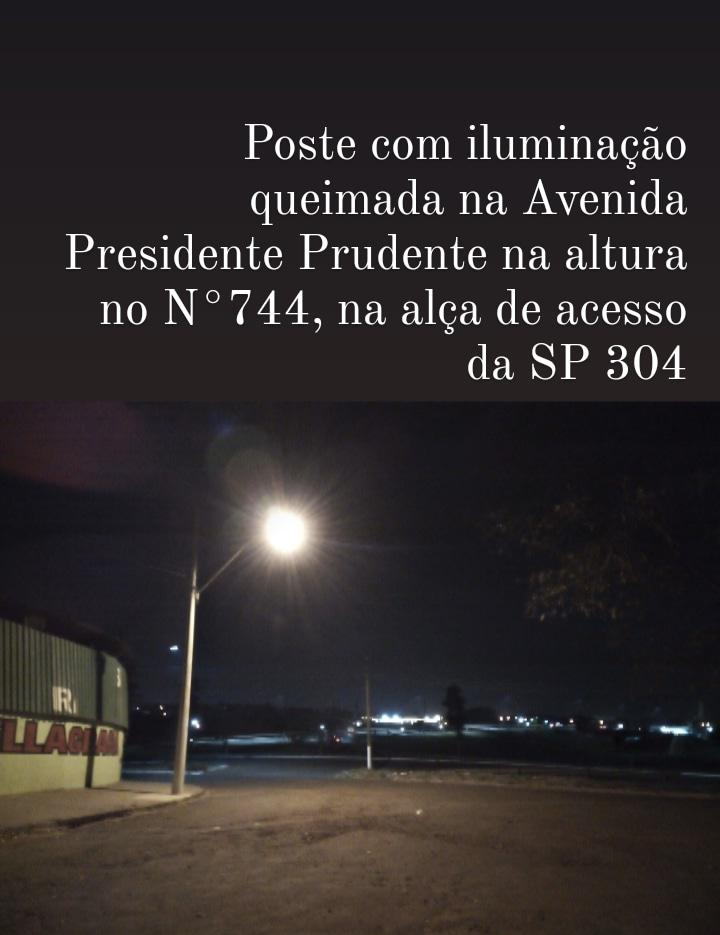 Poste com iluminação
queimada na Avenida
Presidente Prudente na altura
no N°744, na alça de acesso
da SP 304